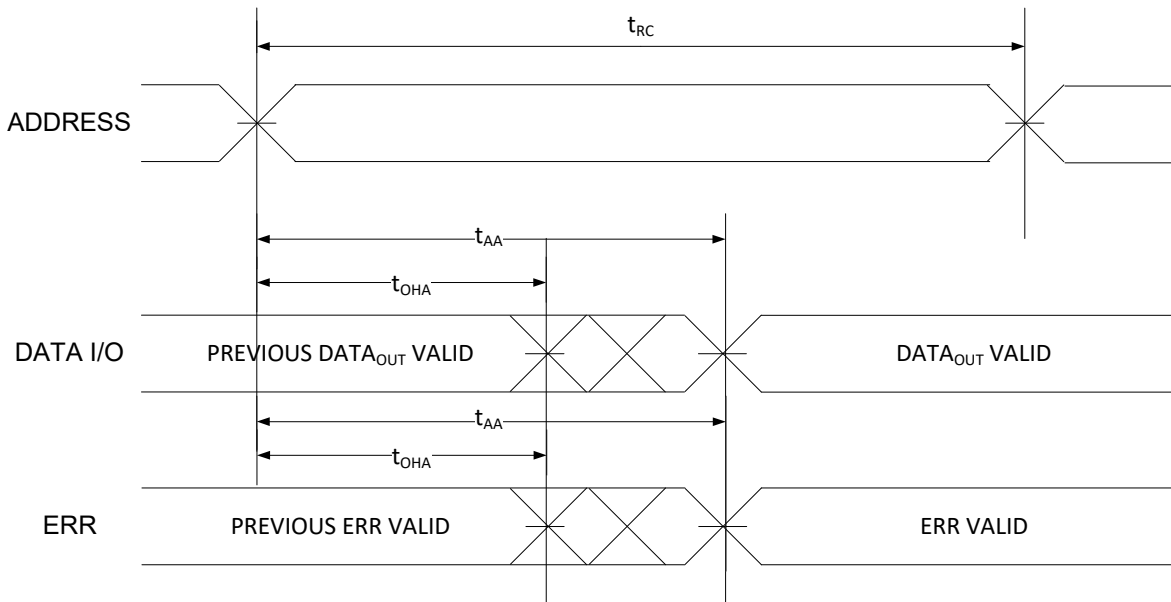 tRC
ADDRESS
tAA
tOHA
DATA I/O PREVIOUS DATAOUT VALID DATAOUT VALID
tAA
tOHA
ERR PREVIOUS ERR VALID ERR VALID